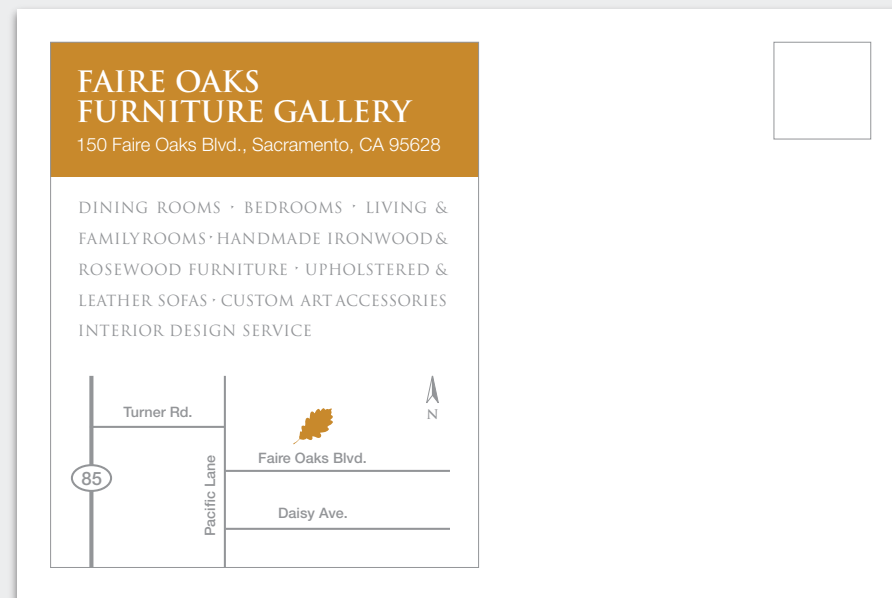 FAIRE OAKS
FURNITURE GALLERY
150 Faire Oaks Blvd., Sacramento, CA 95628
DINING ROOMS · BEDROOMS · LIVING &
FAMILY ROOMS · HANDMADE IRONWOOD &
ROSEWOOD FURNITURE · UPHOLSTERED &
LEATHER SOFAS · CUSTOM ART ACCESSORIES
INTERIOR DESIGN SERVICE
Turner Rd.
N
Faire Oaks Blvd.
85
Pacific Lane
Daisy Ave.